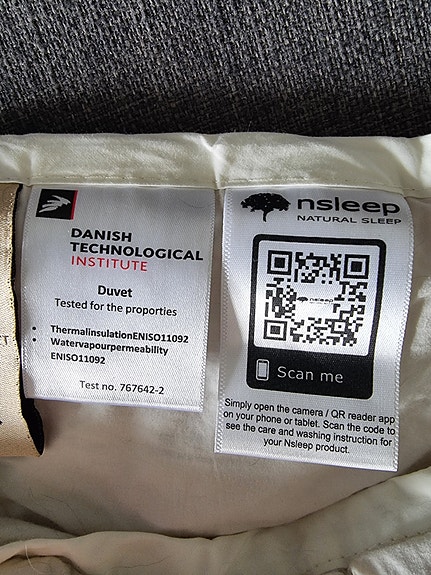 DANISH
TECHNOLOGICAL
INSTITUTE
Duvet
Tested for the proporties
• ThermalinsulationENISO11092
• Watervapourpermeability
ENISO11092
Test no. 767642-2
nsleep
NATURAL SLEEP
nsleep
Scan me
Simply open the camera / QR reader app
on your phone or tablet. Scan the code to
see the care and washing instruction for
your Nsleep product.